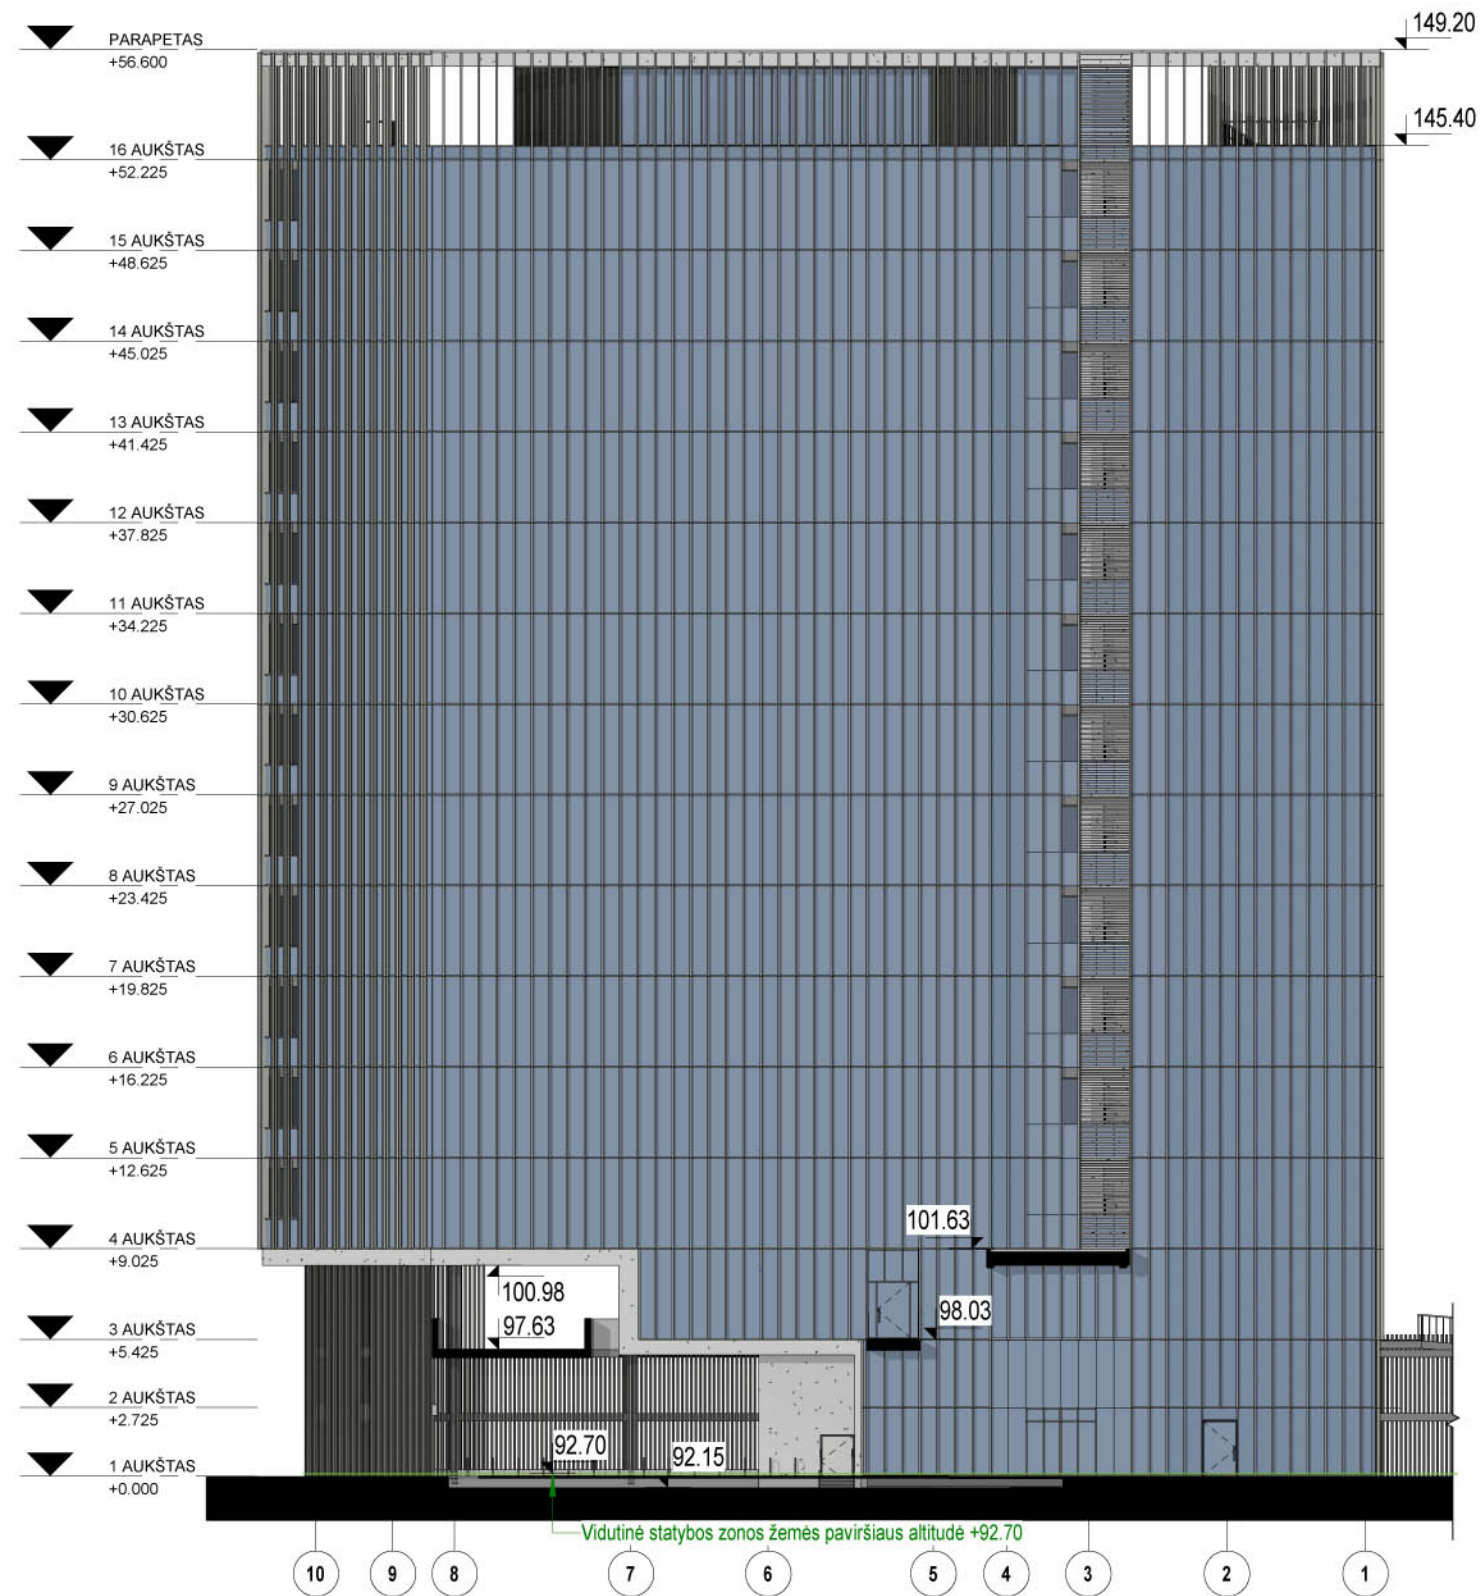 149.20
PARAPETAS
+56.600
145.40
16 AUKŠTAS
+52.225
15 AUKŠTAS
+48.625
14 AUKŠTAS
+45.025
13 AUKŠTAS
+41.425
12 AUKŠTAS
+37.825
11 AUKŠTAS
+34.225
10 AUKŠTAS
+30.625
9 AUKŠTAS
+27.025
8 AUKŠTAS
+23.425
7 AUKŠTAS
+19.825
6 AUKŠTAS
+16.225
5 AUKŠTAS
+12.625
101.63
4 AUKŠTAS
+9.025
100.98
98.03
97.63
3 AUKŠTAS
+5.425
2 AUKŠTAS
+2.725
92.70
92.15
1 AUKŠTAS
+0.000
Vidutinė statybos zonos žemės paviršiaus altitudė +92.70
10 9 8 7 6 5 4 3 2 1